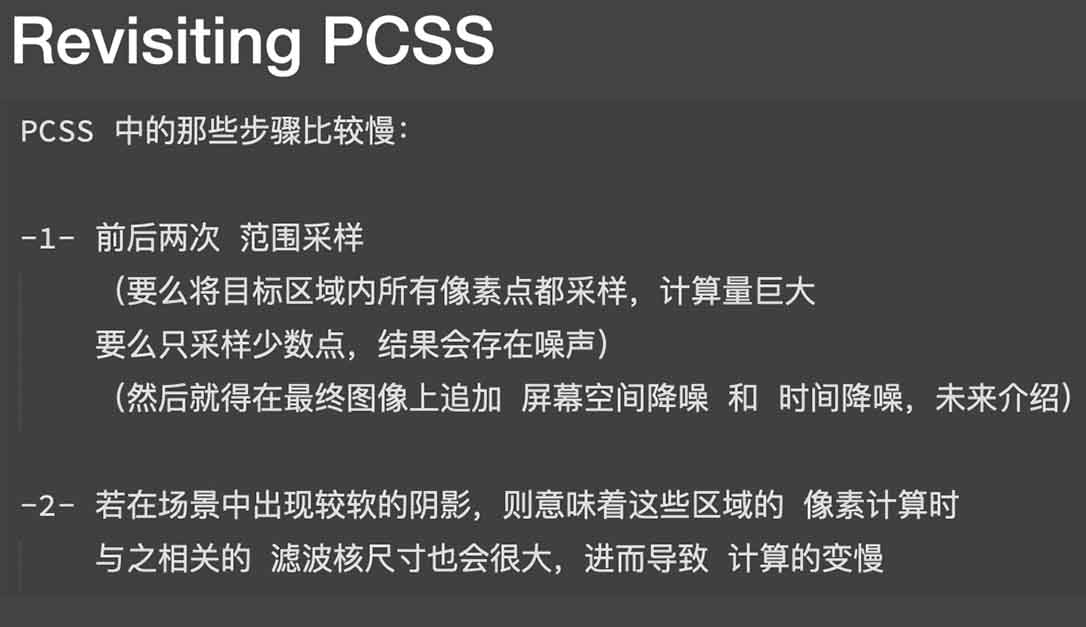 Revisiting PCSS
PCSS 中的那些步骤比较慢：
-1- 前后两次 范围采样
（要么将目标区域内所有像素点都采样，计算量巨大
要么只采样少数点，结果会存在噪声）
（然后就得在最终图像上追加 屏幕空间降噪 和 时间降噪，未来介绍）
-2- 若在场景中出现较软的阴影，则意味着这些区域的 像素计算时
与之相关的 滤波核尺寸也会很大，进而导致 计算的变慢